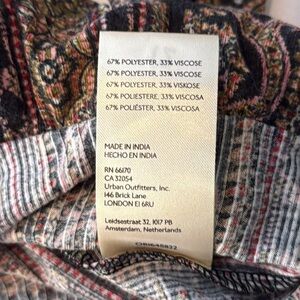 67% POLYESTER, 33% VISCOSE
67% POLYESTER, 33% VISCOSE
67% POLYESTER, 33% VISKOSE
67% POLIESTERE, 33% VISCOSA
67% POLIÉSTER, 33% VISCOSA
MADE IN INDIA
HECHO EN INDIA
RN 66170
CA 32054
Urban Outfitters, Inc.
146 Brick Lane
LONDON E1 6RU
Leidsestraat 32, 1017 PB
Amsterdam, Netherlands